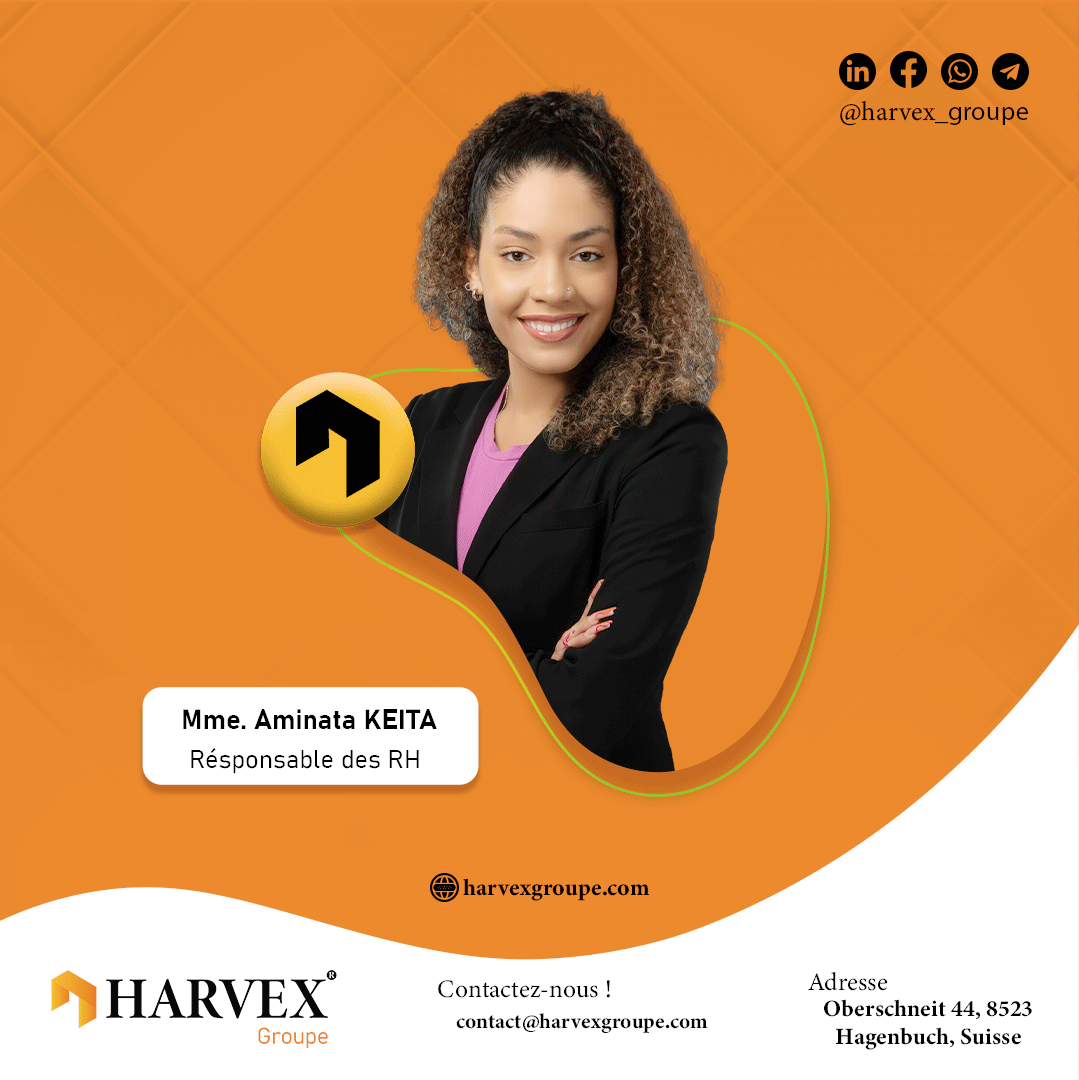 @harvex_groupe
Mme. Aminata KEITA
Résponsable des RH
harvexgroupe.com
HARVEX®
Groupe
Contactez-nous !
contact@harvexgroupe.com
Adresse
Oberschneit 44, 8523
Hagenbuch, Suisse